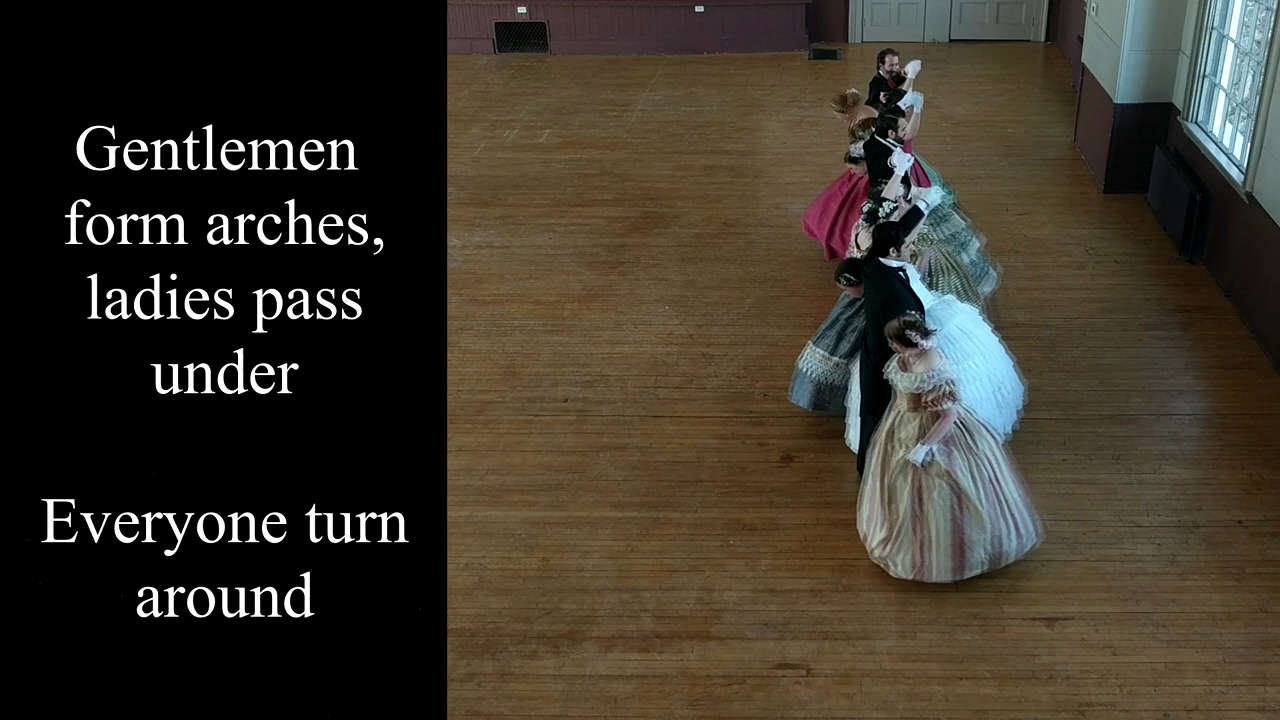 Gentlemen
form arches,
ladies pass
under
Everyone turn
around